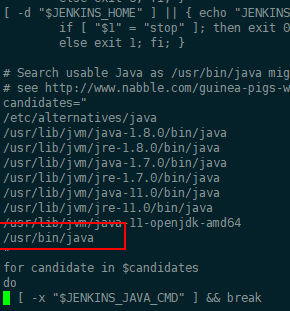 else exit 5; fi; }
[ -d "$JENKINS_HOME" ] || { echo "JENKINS
if [ "$1" = "stop" ]; then exit 0
else exit 1; fi; }
# Search usable Java as /usr/bin/java mig
# see http://www.nabble.com/guinea-pigs-w
candidates="
/etc/alternatives/java
/usr/lib/jvm/java-1.8.0/bin/java
/usr/lib/jvm/jre-1.8.0/bin/java
/usr/lib/jvm/java-1.7.0/bin/java
/usr/lib/jvm/jre-1.7.0/bin/java
/usr/lib/jvm/java-11.0/bin/java
/usr/lib/jvm/jre-11.0/bin/java
/usr/lib/jvm/java-11-openjdk-amd64
/usr/bin/java
"
for candidate in $candidates
do
[ -x "$JENKINS_JAVA_CMD" ] && break